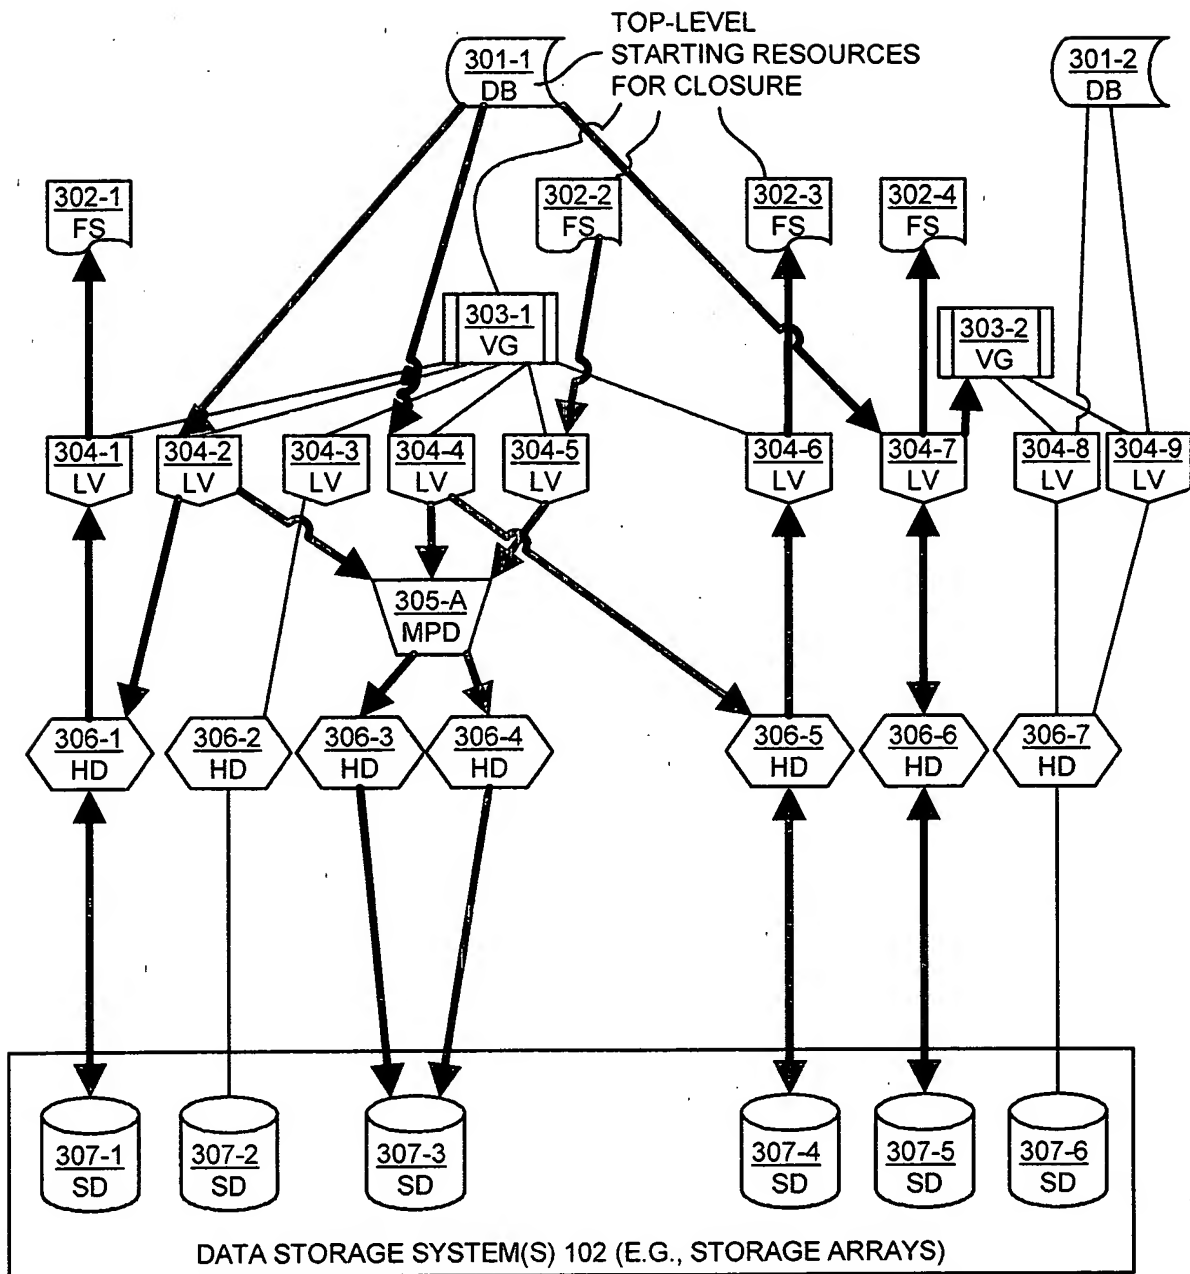 TOP-LEVEL
STARTING RESOURCES
FOR CLOSURE
301-1
DB
301-2
DB
302-1
FS
302-2
FS
302-3
FS
302-4
FS
303-1
VG
303-2
VG
304-1
LV
304-2
LV
304-3
LV
304-4
LV
304-5
LV
304-6
LV
304-7
LV
304-8
LV
304-9
LV
305-A
MPD
306-1
HD
306-2
HD
306-3
HD
306-4
HD
306-5
HD
306-6
HD
306-7
HD
307-1
SD
307-2
SD
307-3
SD
307-4
SD
307-5
SD
307-6
SD
DATA STORAGE SYSTEM(S) 102 (E.G., STORAGE ARRAYS)